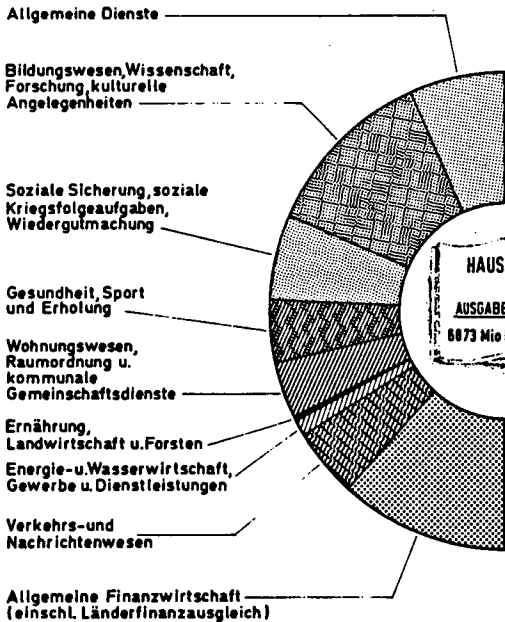 Allgemeine Dienste
Bildungswesen, Wissenschaft,
Forschung, kulturelle
Angelegenheiten
Soziale Sicherung, soziale
Kriegsfolgeaufgaben,
Wiedergutmachung
Gesundheit, Sport
und Erholung
Wohnungswesen,
Raumordnung u.
kommunale
Gemeinschaftsdienste
Ernährung,
Landwirtschaft u. Forsten
Energie-u. Wasserwirtschaft,
Gewerbe u. Dienstleistungen
Verkehrs-und
Nachrichtenwesen
Allgemeine Finanzwirtschaft
(einschl. Länderfinanzausgleich)
HAUS
AUSGABE
6873 Mio